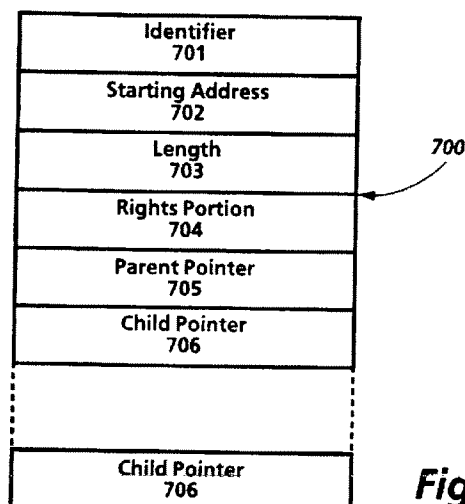 Identifier
701
Starting Address
702
Length
703
700
Rights Portion
704
Parent Pointer
705
Child Pointer
706
Child Pointer
706
Fig